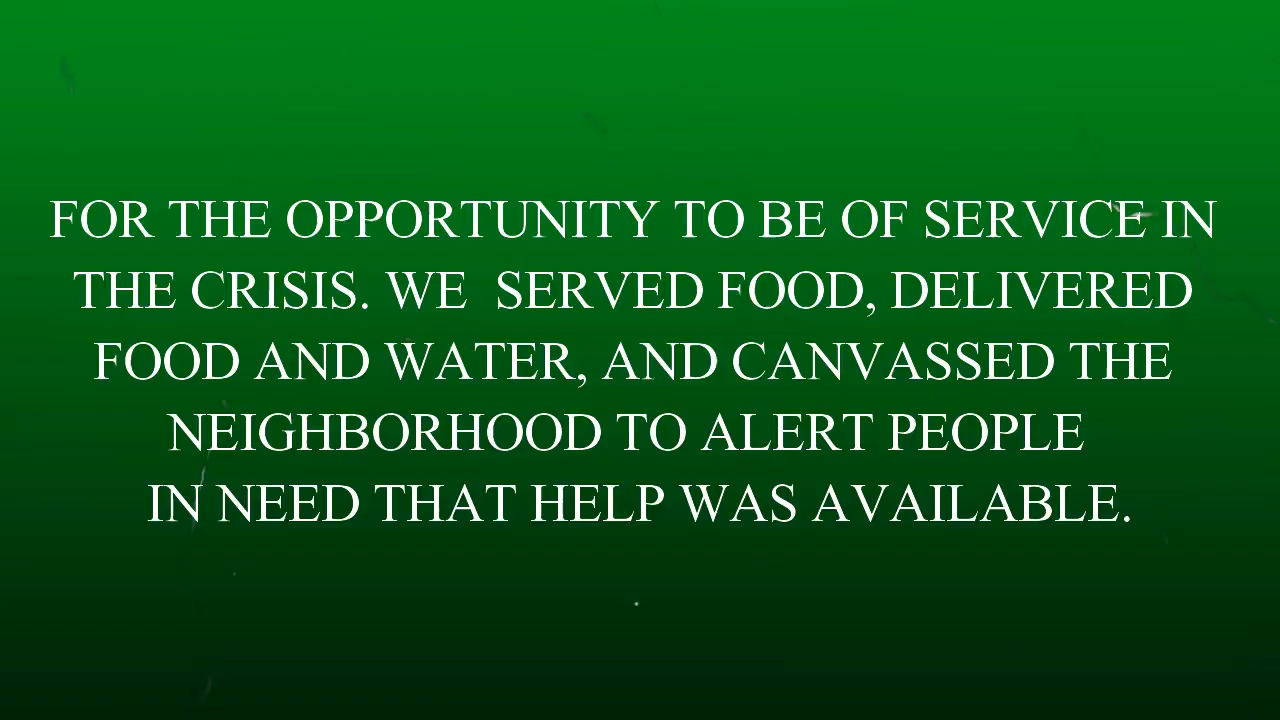 FOR THE OPPORTUNITY TO BE OF SERVICE IN
THE CRISIS. WE  SERVED FOOD, DELIVERED
FOOD AND WATER, AND CANVASSED THE
NEIGHBORHOOD TO ALERT PEOPLE
IN NEED THAT HELP WAS AVAILABLE.